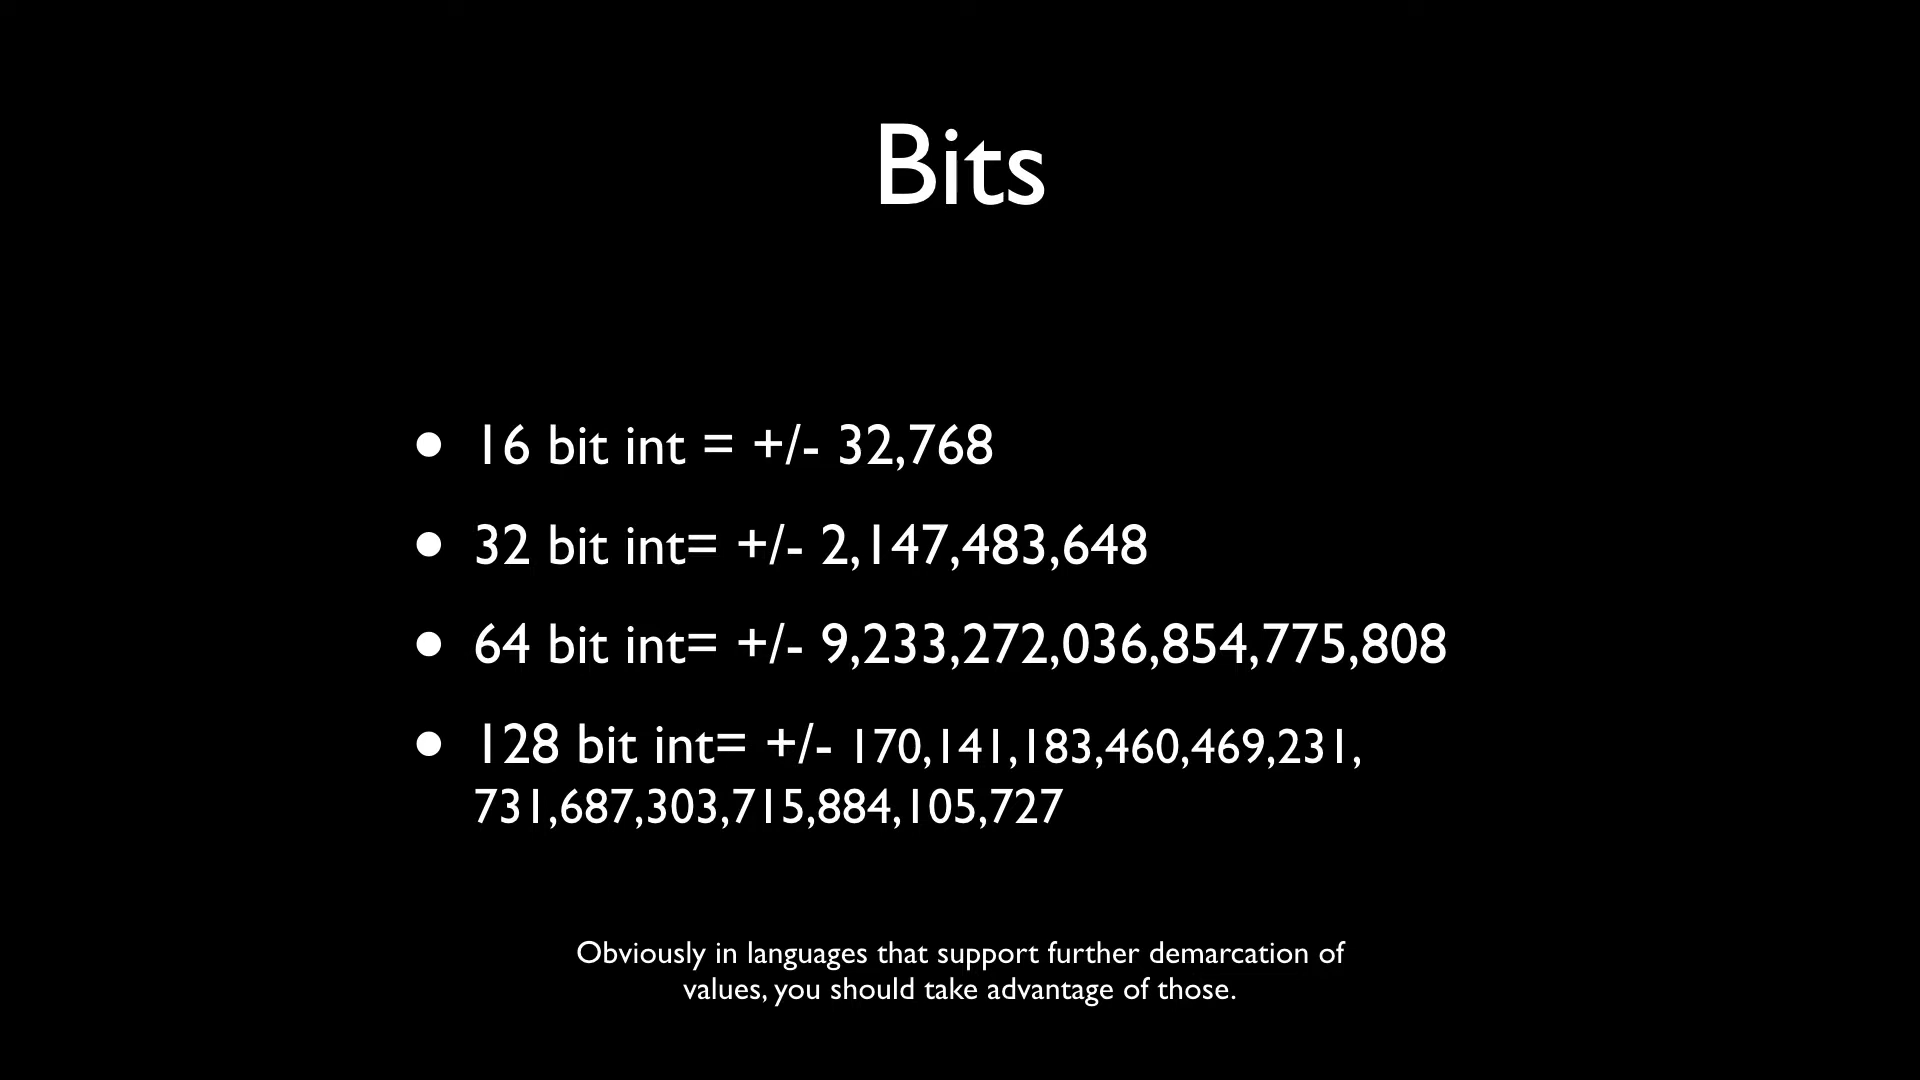 Bits
• 16 bit int = +/- 32,768
• 32 bit int= +/- 2,147,483,648
• 64 bit int= +/- 9,233,272,036,854,775,808
• 128 bit int= +/- 170,141,183,460,469,231,
731,687,303,715,884,105,727
Obviously in languages that support further demarcation of
values, you should take advantage of those.